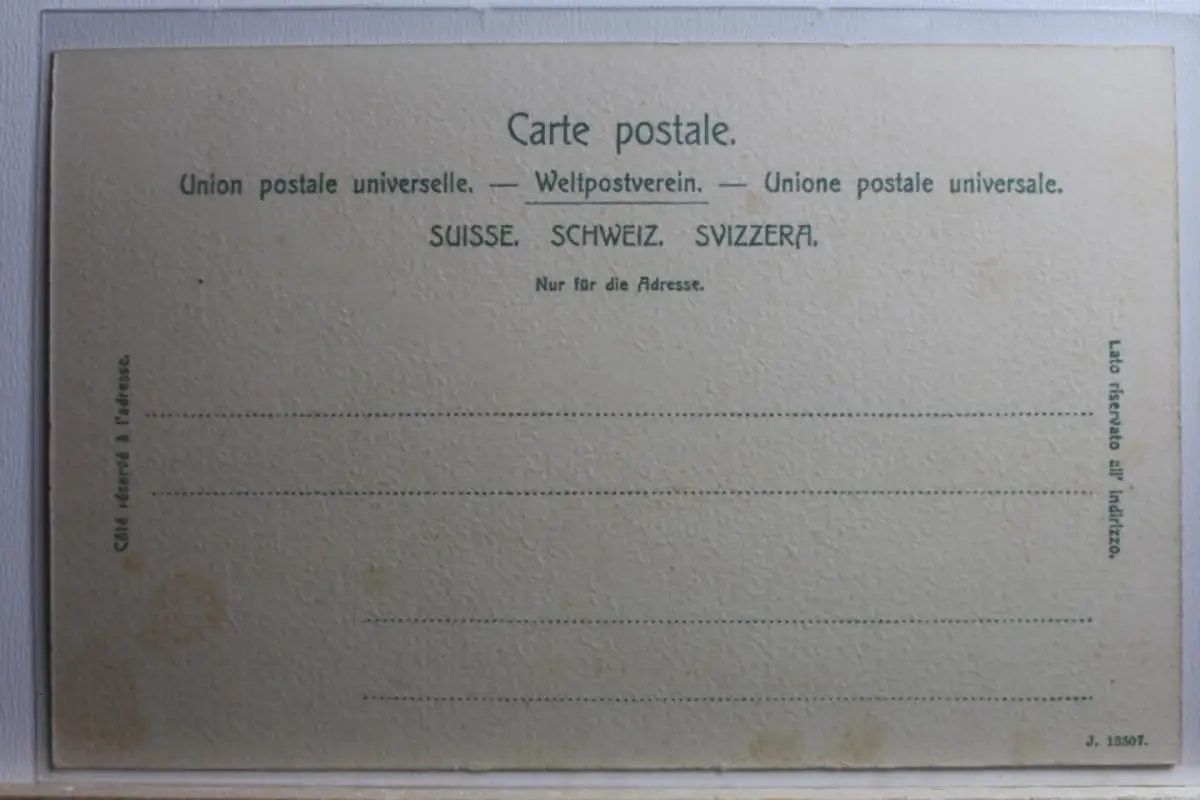 Carte postale.
Union postale universelle. — Weltpostverein. — Unione postale universale.
SUISSE. SCHWEIZ. SVIZZERA.
Nur für die Adresse.
Côté réservé à l'adresse.
Lato riservato all' indirizzo.
J. 13507.